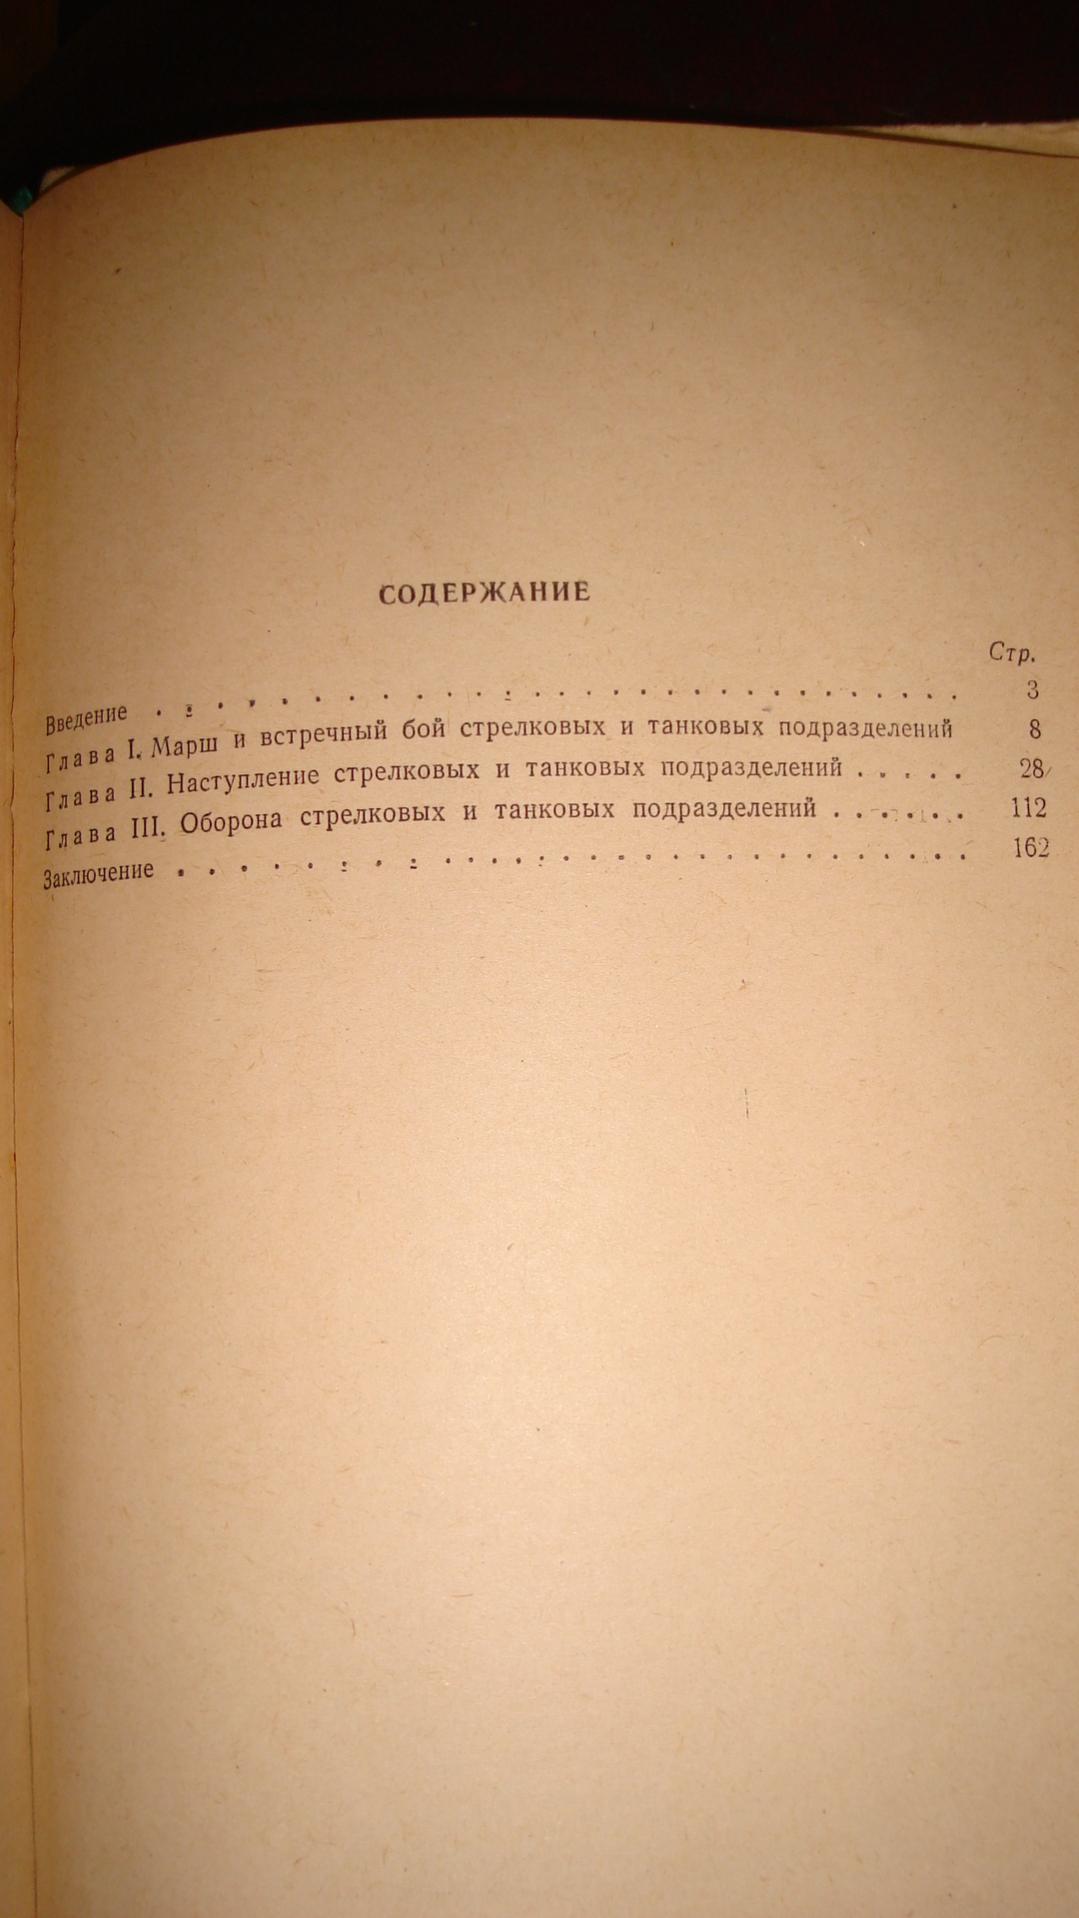 СОДЕРЖАНИЕ
Стр.
Введение . . . . . . . . . . . . . . . . . . . . . . . . . . 3
Глава I. Марш и встречный бой стрелковых и танковых подразделений 8
Глава II. Наступление стрелковых и танковых подразделений . . . . . 28
Глава III. Оборона стрелковых и танковых подразделений . . . . . . 112
Заключение . . . . . . . . . . . . . . . . . . . . . . . . . 162